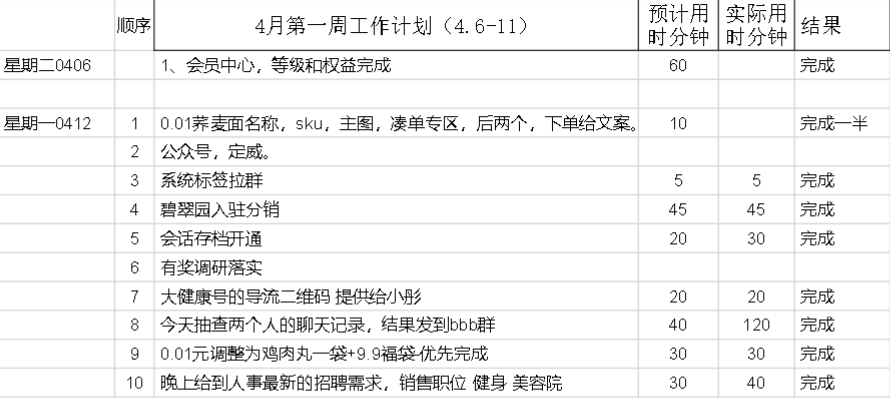 顺序 4月第一周工作计划（4.6-11） 预计用时分钟 实际用时分钟 结果
星期二0406 1、会员中心，等级和权益完成 60 完成
星期一0412 1 0.01荞麦面名称，sku，主图，凑单专区，后两个，下单给文案。 10 完成一半
2 公众号，定威。
3 系统标签拉群 5 5 完成
4 碧翠园入驻分销 45 45 完成
5 会话存档开通 20 30 完成
6 有奖调研落实
7 大健康号的导流二维码 提供给小彤 20 20 完成
8 今天抽查两个人的聊天记录，结果发到bbb群 40 120 完成
9 0.01元调整为鸡肉丸一袋+9.9福袋-优先完成 30 30 完成
10 晚上给到人事最新的招聘需求，销售职位 健身 美容院 30 40 完成